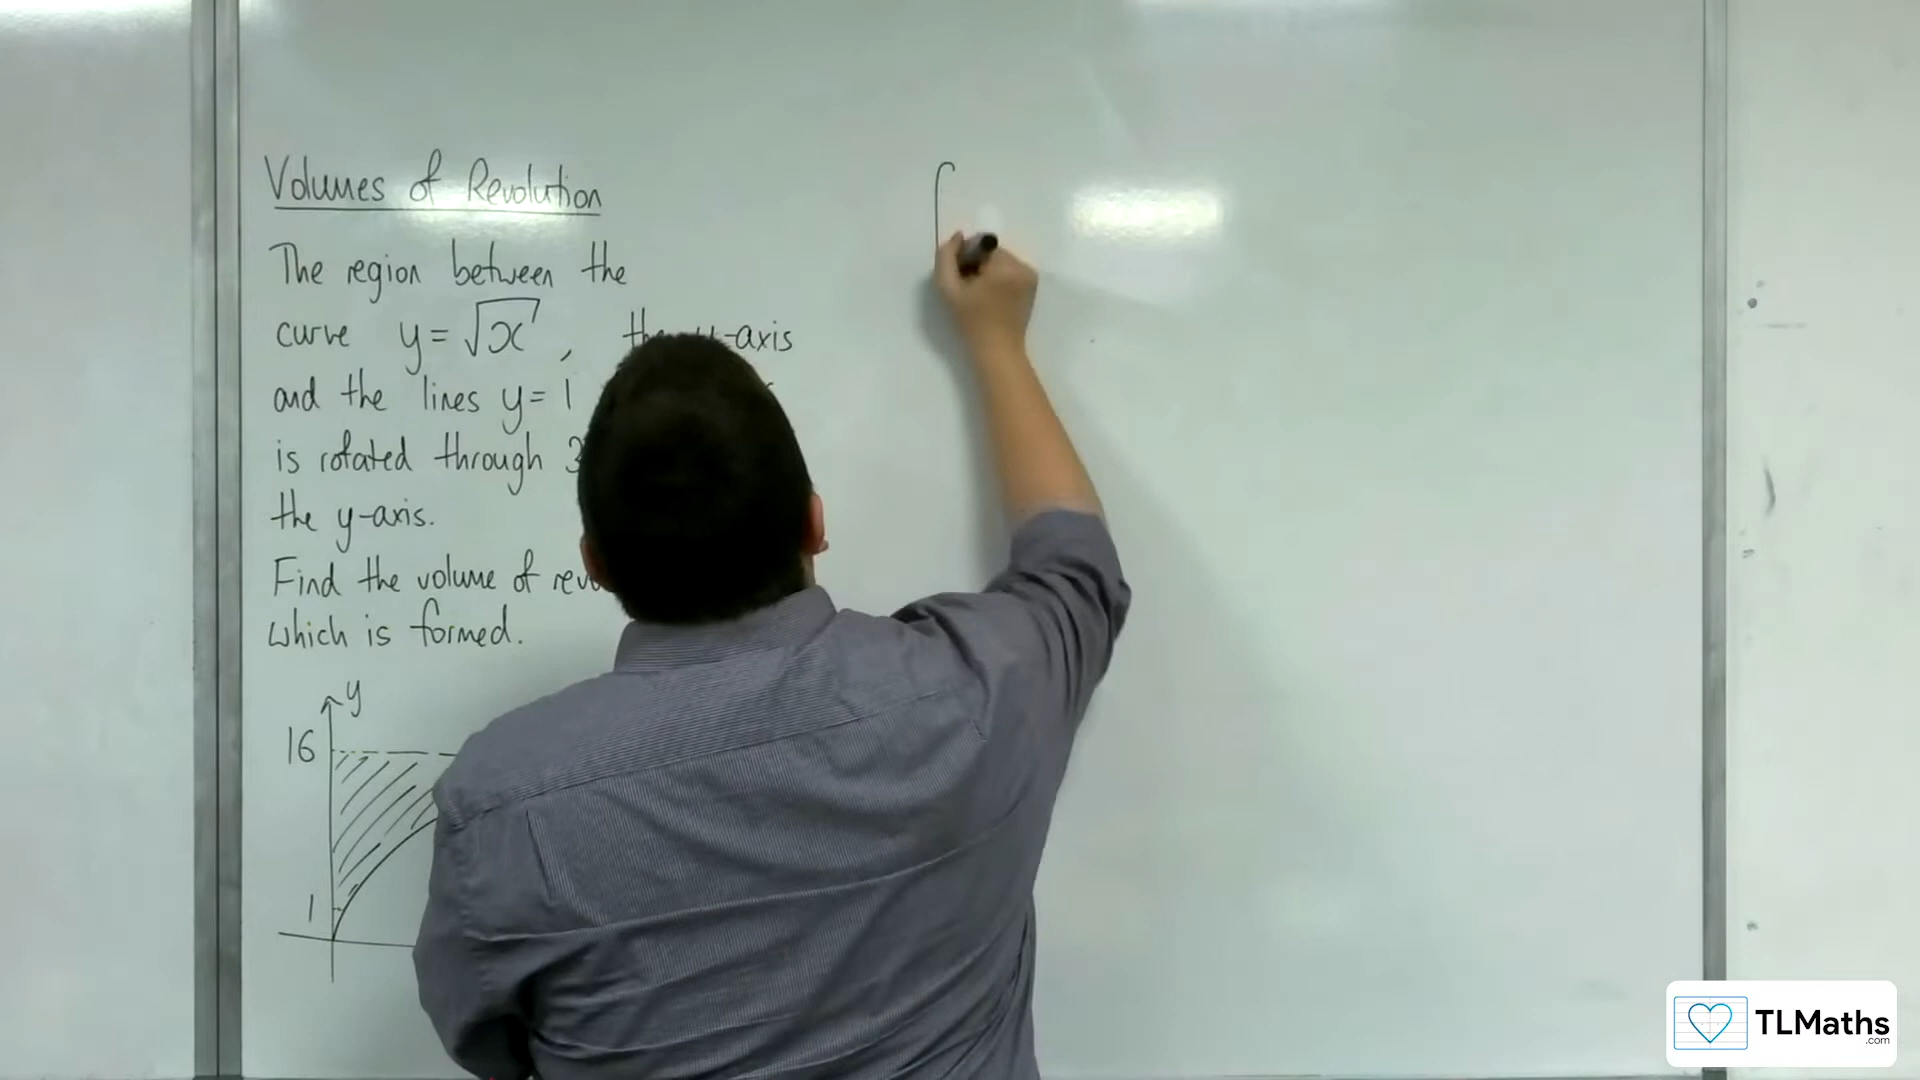 Volumes of Revolution
The region between the
curve y = √x , the y-axis
and the lines y = 1
is rotated through 3
the y-axis.
Find the volume of
which is formed.
y
16
1
∫
TLMaths
.com